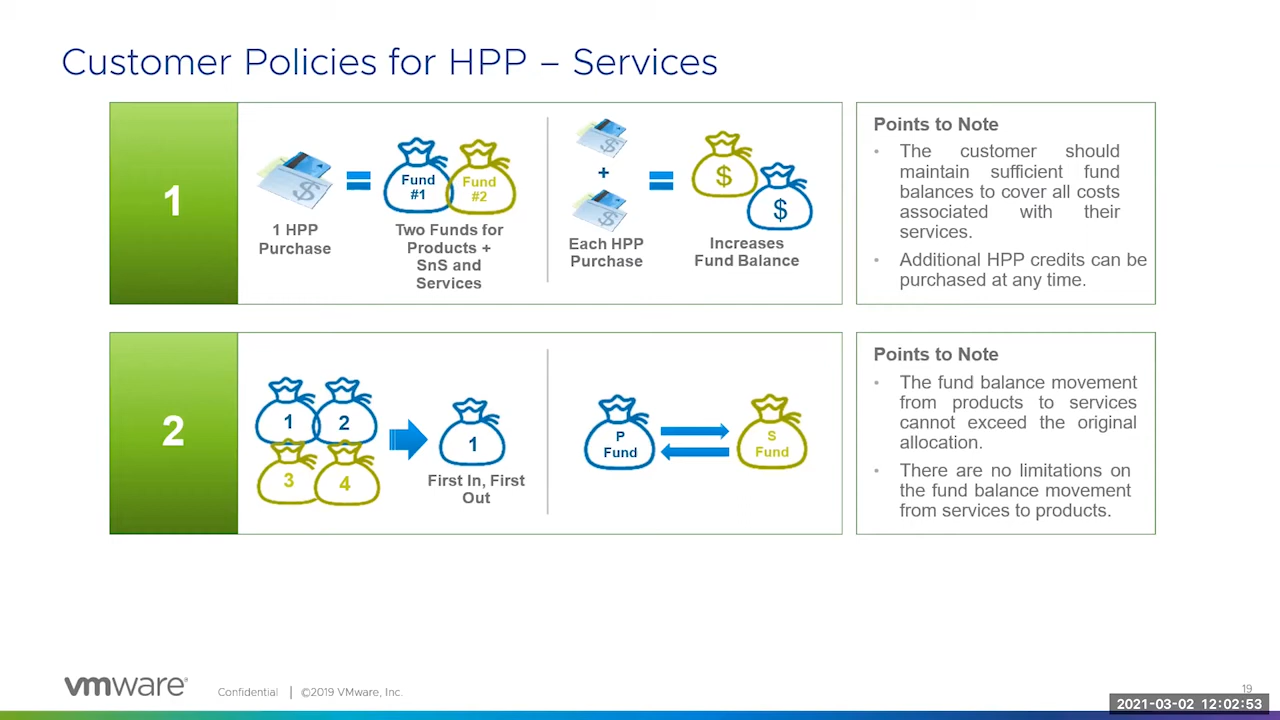 Customer Policies for HPP – Services
1
1 HPP
Purchase
Fund
#1
Fund
#2
Two Funds for
Products +
SnS and
Services
$
+
$
Each HPP
Purchase
$
$
Increases
Fund Balance
Points to Note
• The customer should
maintain sufficient fund
balances to cover all costs
associated with their
services.
• Additional HPP credits can be
purchased at any time.
2
1
2
3
4
1
First In, First
Out
P
Fund
S
Fund
Points to Note
• The fund balance movement
from products to services
cannot exceed the original
allocation.
• There are no limitations on
the fund balance movement
from services to products.
vmware®
Confidential | ©2019 VMware, Inc.
19
2021-03-02 12:02:53